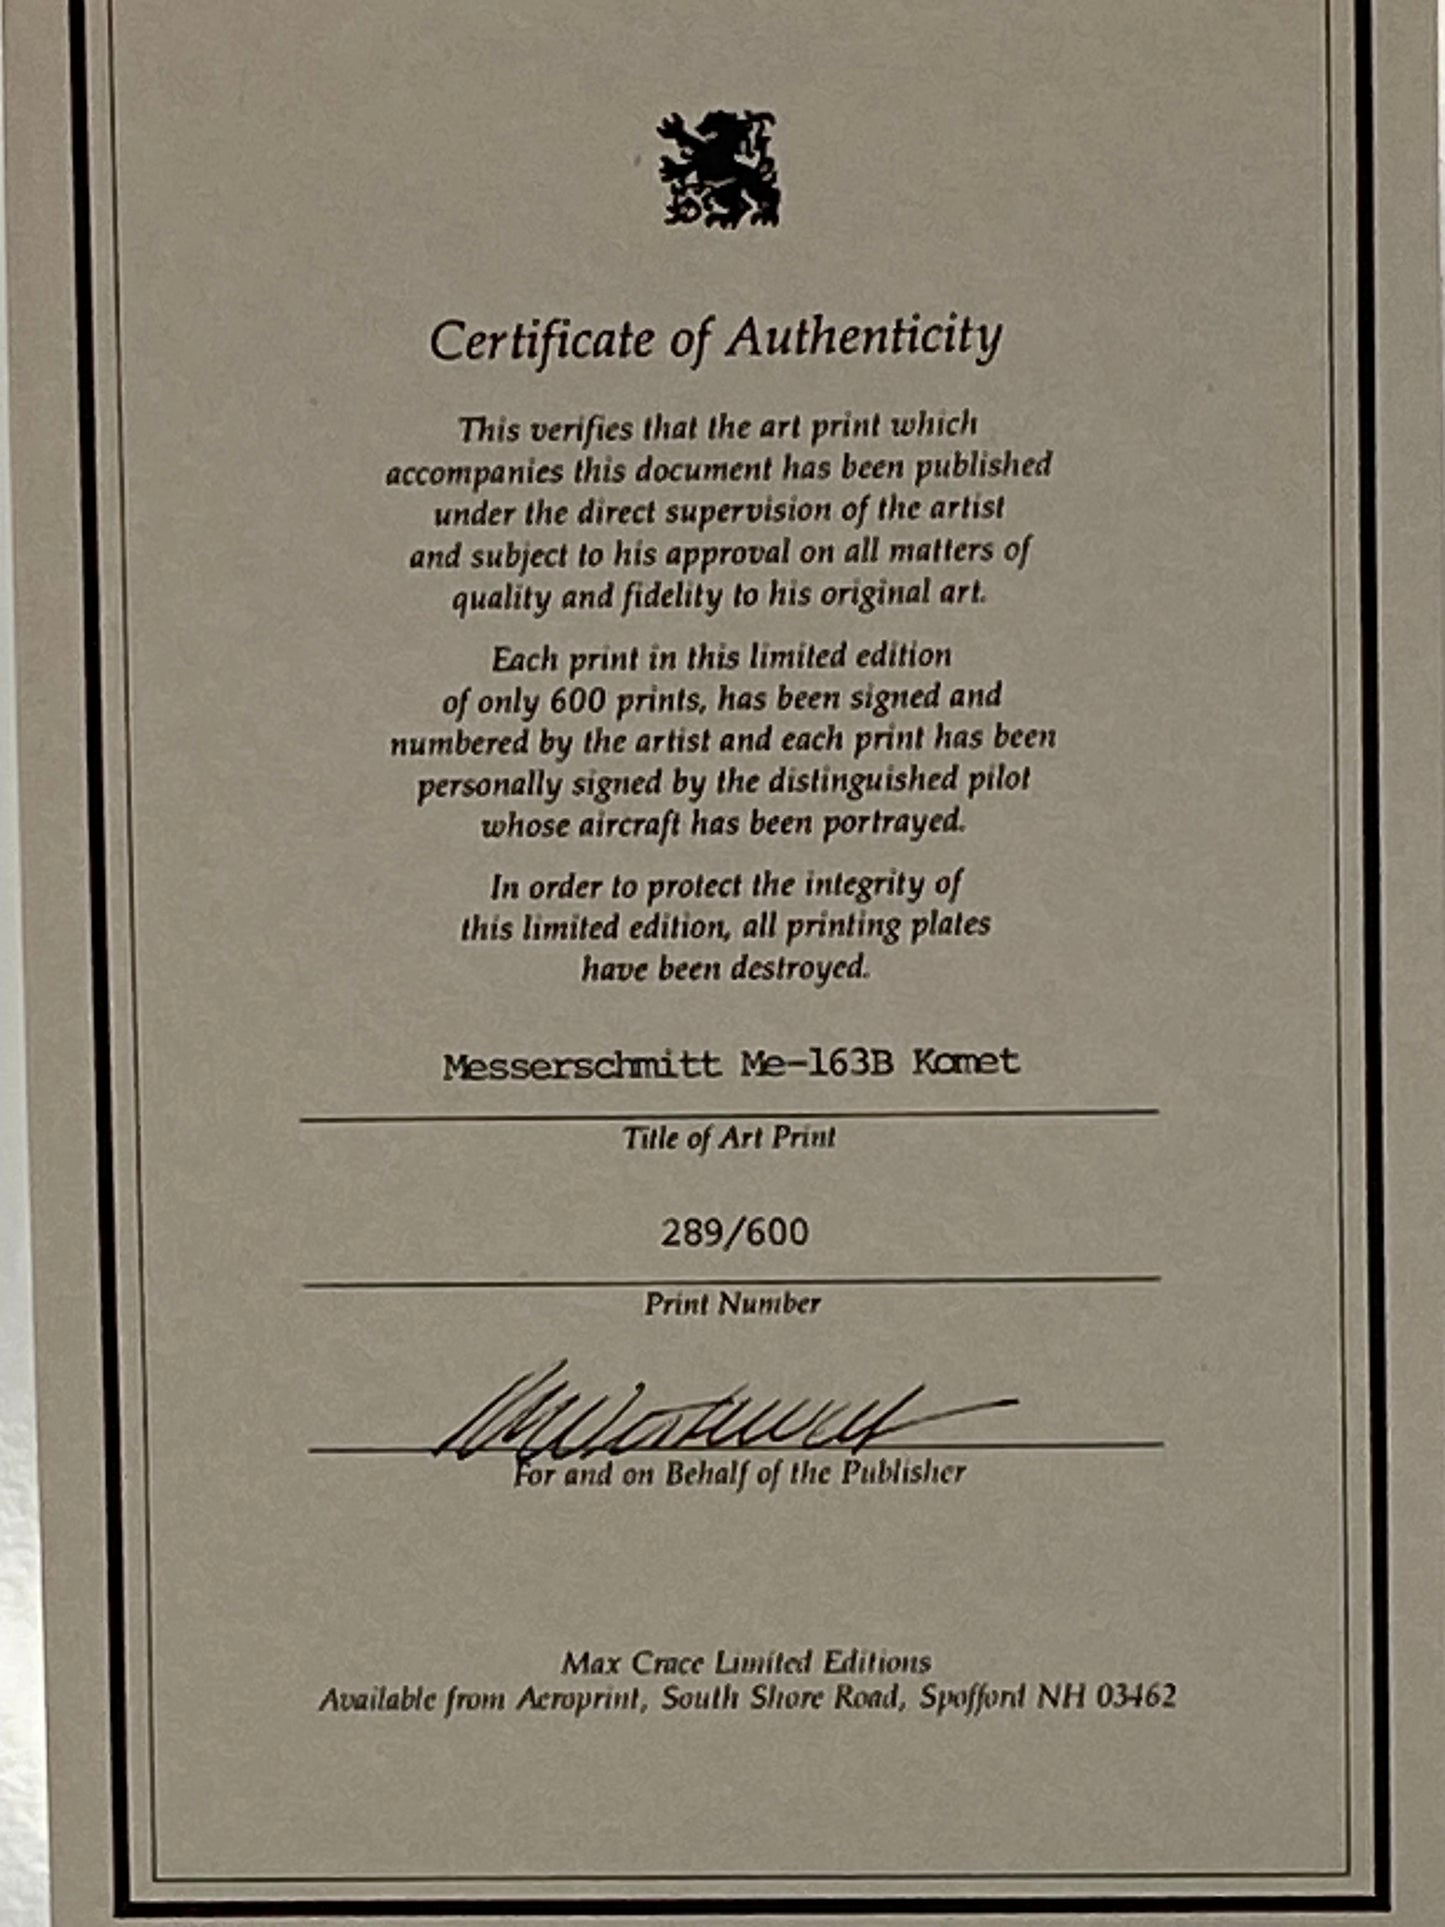 Certificate of Authenticity
This verifies that the art print which
accompanies this document has been published
under the direct supervision of the artist
and subject to his approval on all matters of
quality and fidelity to his original art.
Each print in this limited edition
of only 600 prints, has been signed and
numbered by the artist and each print has been
personally signed by the distinguished pilot
whose aircraft has been portrayed.
In order to protect the integrity of
this limited edition, all printing plates
have been destroyed.
Messerschmitt Me-163B Komet
Title of Art Print
289/600
Print Number
For and on Behalf of the Publisher
Max Crace Limited Editions
Available from Aeroprint, South Shore Road, Spofford NH 03462